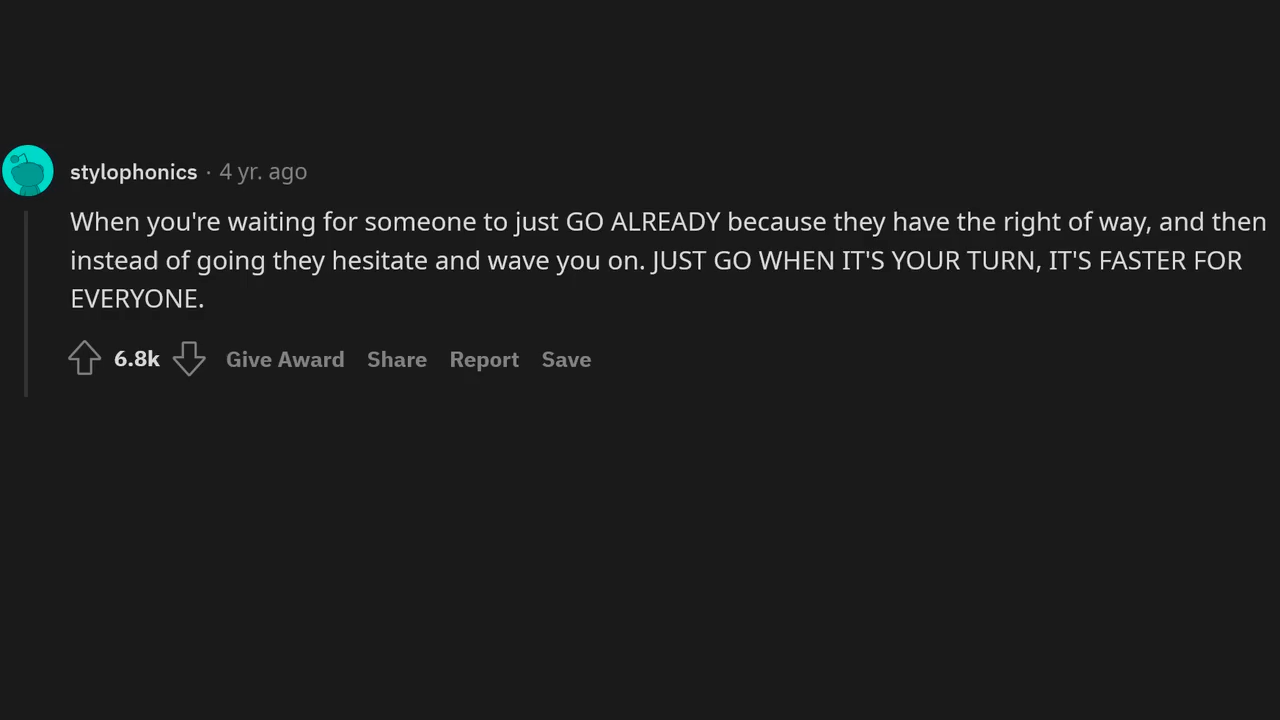 stylophonics · 4 yr. ago
When you're waiting for someone to just GO ALREADY because they have the right of way, and then
instead of going they hesitate and wave you on. JUST GO WHEN IT'S YOUR TURN, IT'S FASTER FOR
EVERYONE.
6.8k Give Award Share Report Save